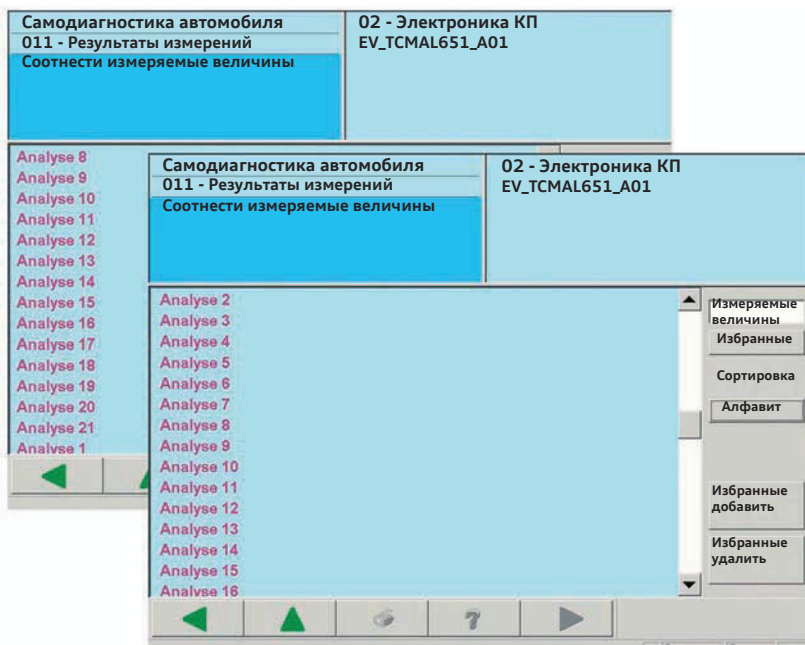 Самодиагностика автомобиля
011 - Результаты измерений
Соотнести измеряемые величины
02 - Электроника КП
EV_TCMAL651_A01
Analyse 8
Analyse 9
Analyse 10
Analyse 11
Analyse 12
Analyse 13
Analyse 14
Analyse 15
Analyse 16
Analyse 17
Analyse 18
Analyse 19
Analyse 20
Analyse 21
Analyse 1
Самодиагностика автомобиля
011 - Результаты измерений
Соотнести измеряемые величины
02 - Электроника КП
EV_TCMAL651_A01
Analyse 2
Analyse 3
Analyse 4
Analyse 5
Analyse 6
Analyse 7
Analyse 8
Analyse 9
Analyse 10
Analyse 11
Analyse 12
Analyse 13
Analyse 14
Analyse 15
Analyse 16
Измеряемые
величины
Избранные
Сортировка
Алфавит
Избранные
добавить
Избранные
удалить
?